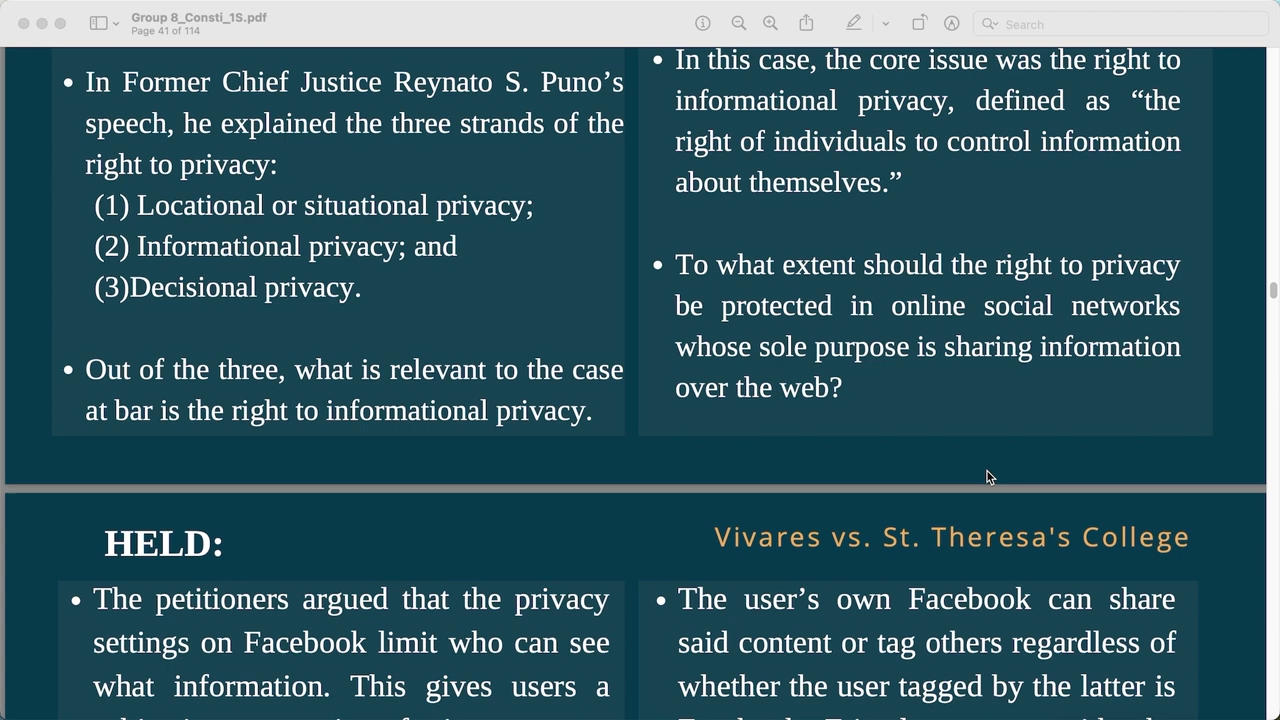 Group 8_Consti_1S.pdf
Page 41 of 114
Search
• In Former Chief Justice Reynato S. Puno’s
speech, he explained the three strands of the
right to privacy:
(1) Locational or situational privacy;
(2) Informational privacy; and
(3)Decisional privacy.
• Out of the three, what is relevant to the case
at bar is the right to informational privacy.
• In this case, the core issue was the right to
informational privacy, defined as “the
right of individuals to control information
about themselves.”
• To what extent should the right to privacy
be protected in online social networks
whose sole purpose is sharing information
over the web?
HELD:
Vivares vs. St. Theresa's College
• The petitioners argued that the privacy
settings on Facebook limit who can see
what information. This gives users a
• The user’s own Facebook can share
said content or tag others regardless of
whether the user tagged by the latter is